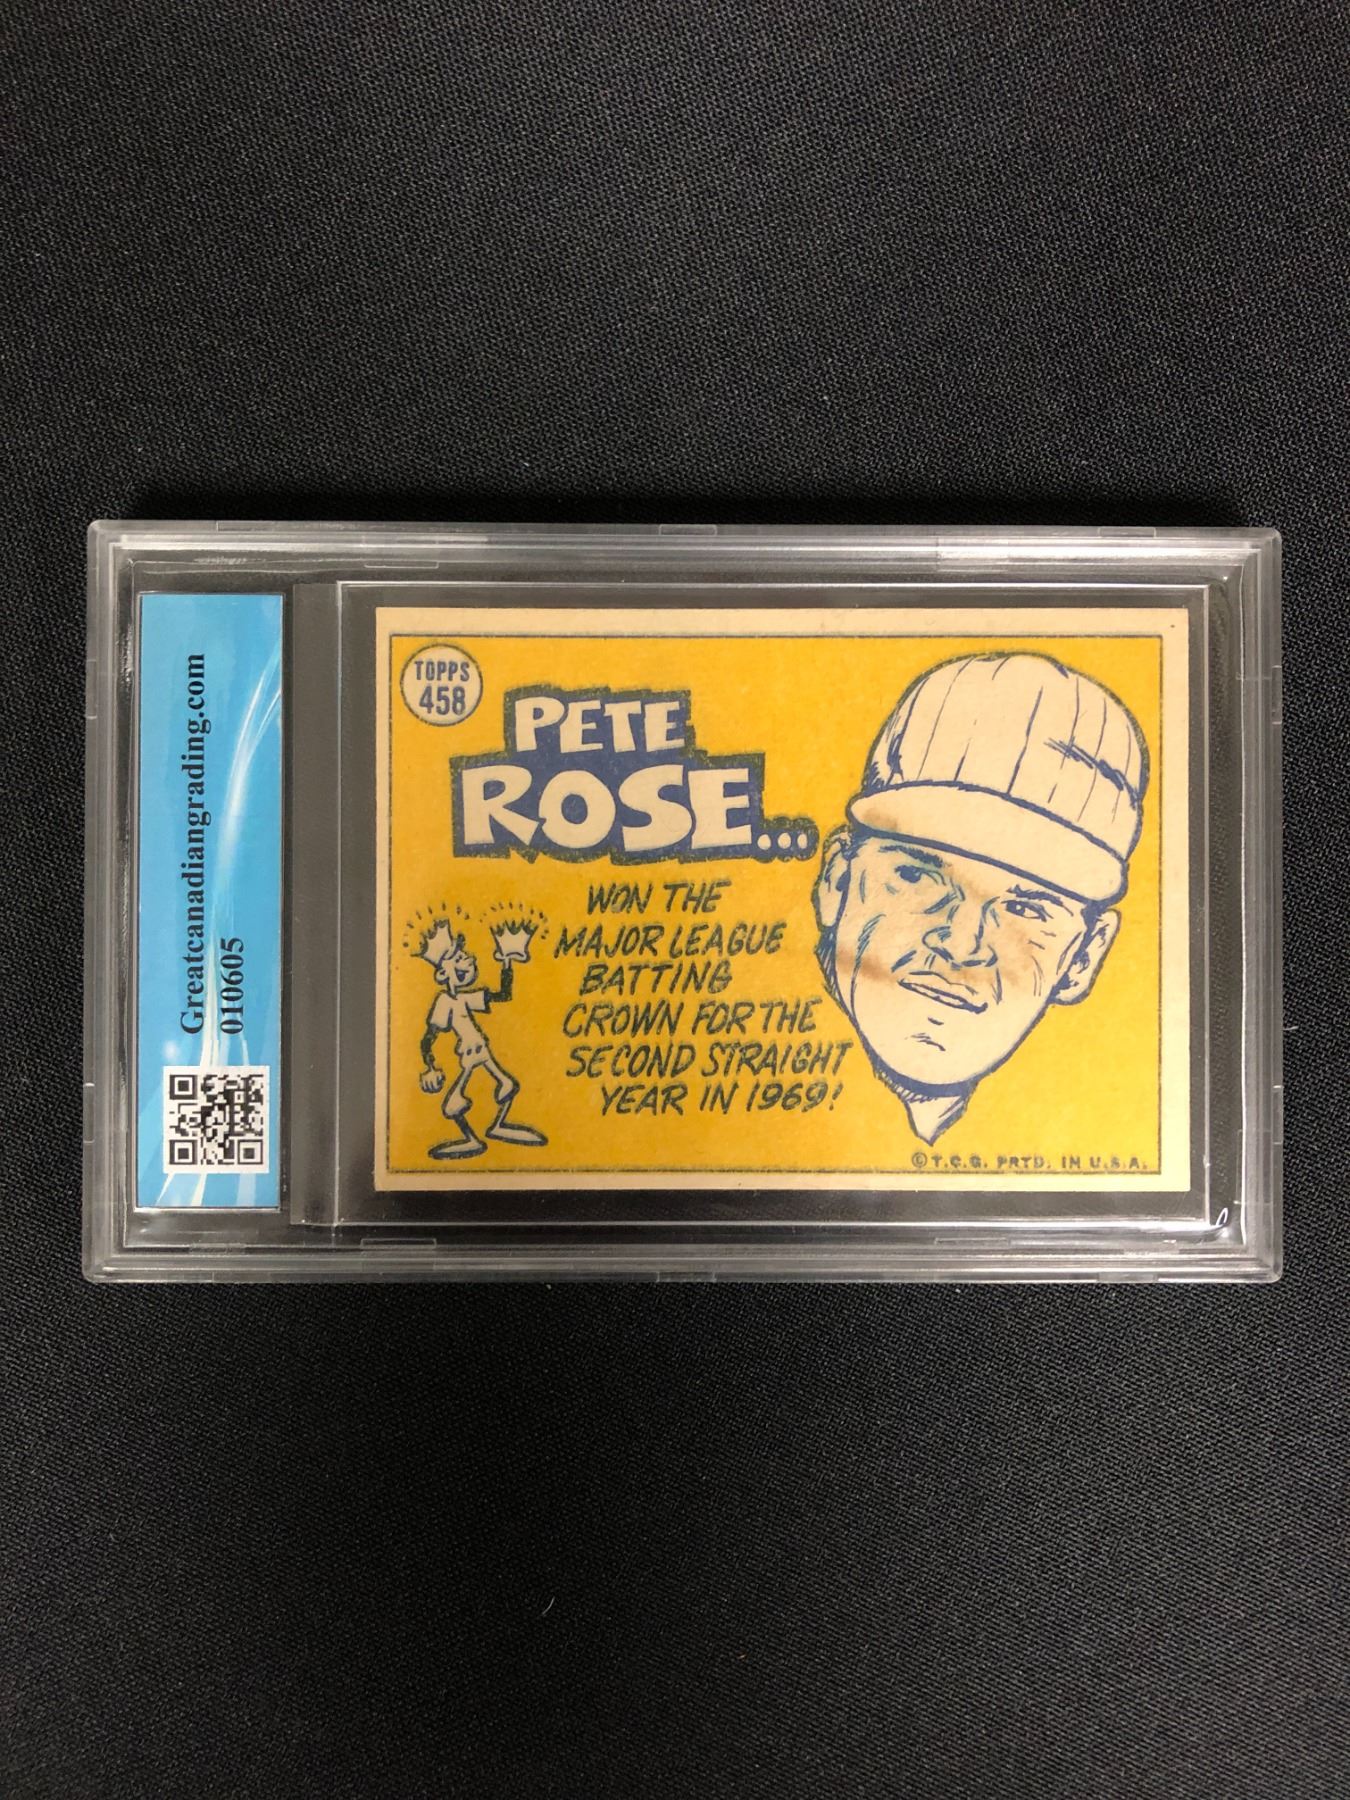 Greatcanadiangrading.com
010605
TOPPS
458
PETE
ROSE...
WON THE
MAJOR LEAGUE
BATTING
CROWN FOR THE
SECOND STRAIGHT
YEAR IN 1969!
© T.C.G. PRTD. IN U.S.A.